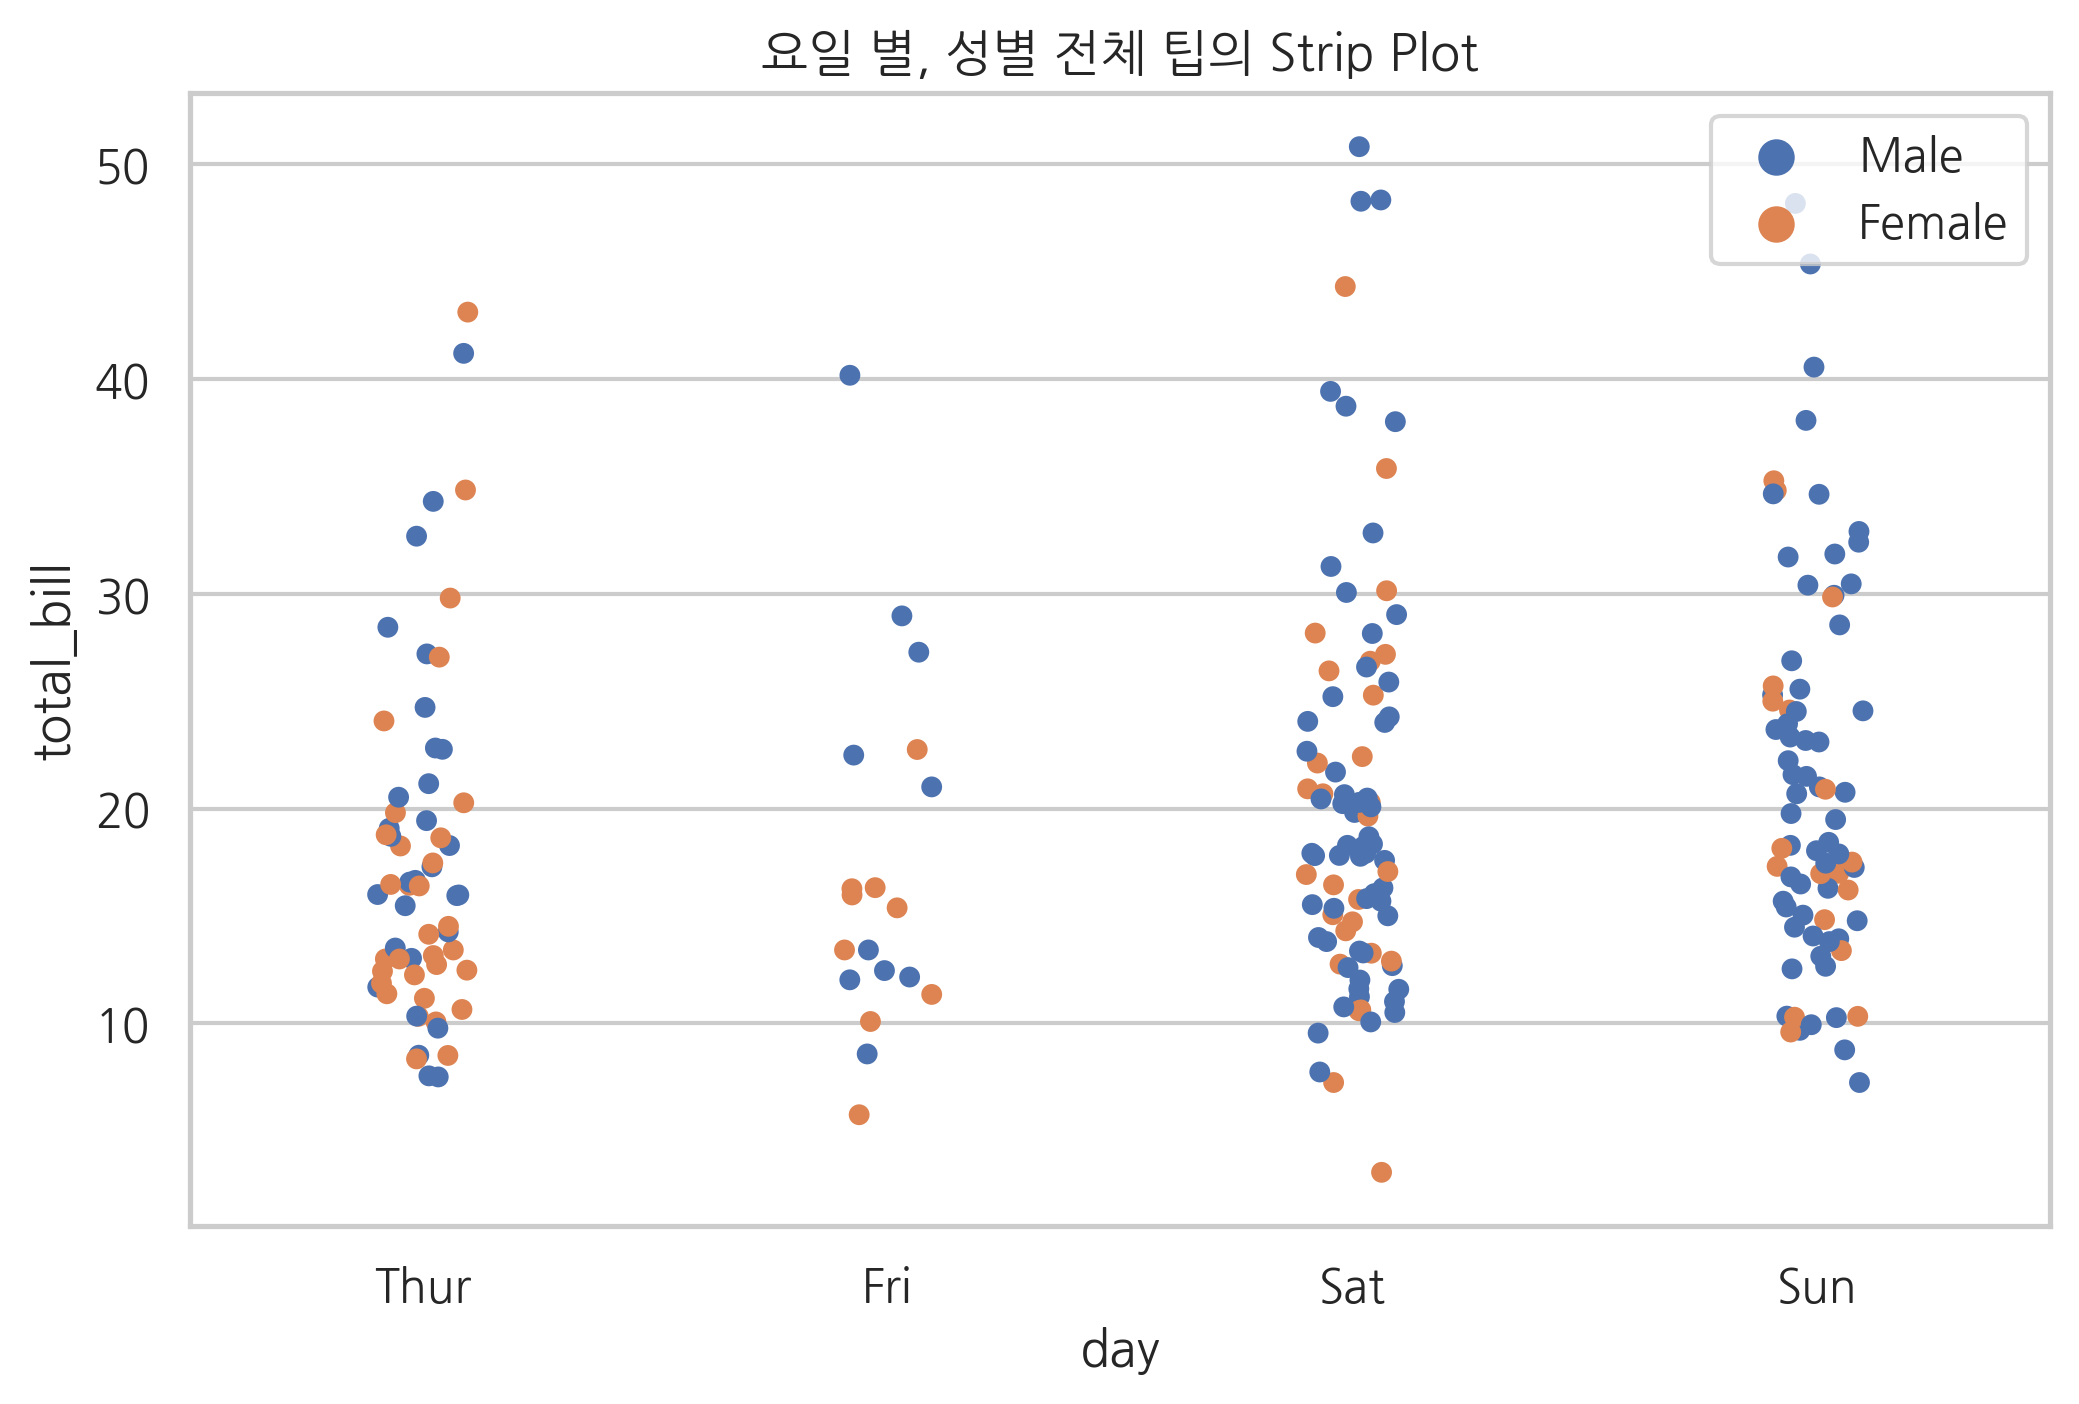 요일 별, 성별 전체 팁의 Strip Plot
Male
Female
50
40
30
20
10
total_bill
Thur Fri Sat Sun
day